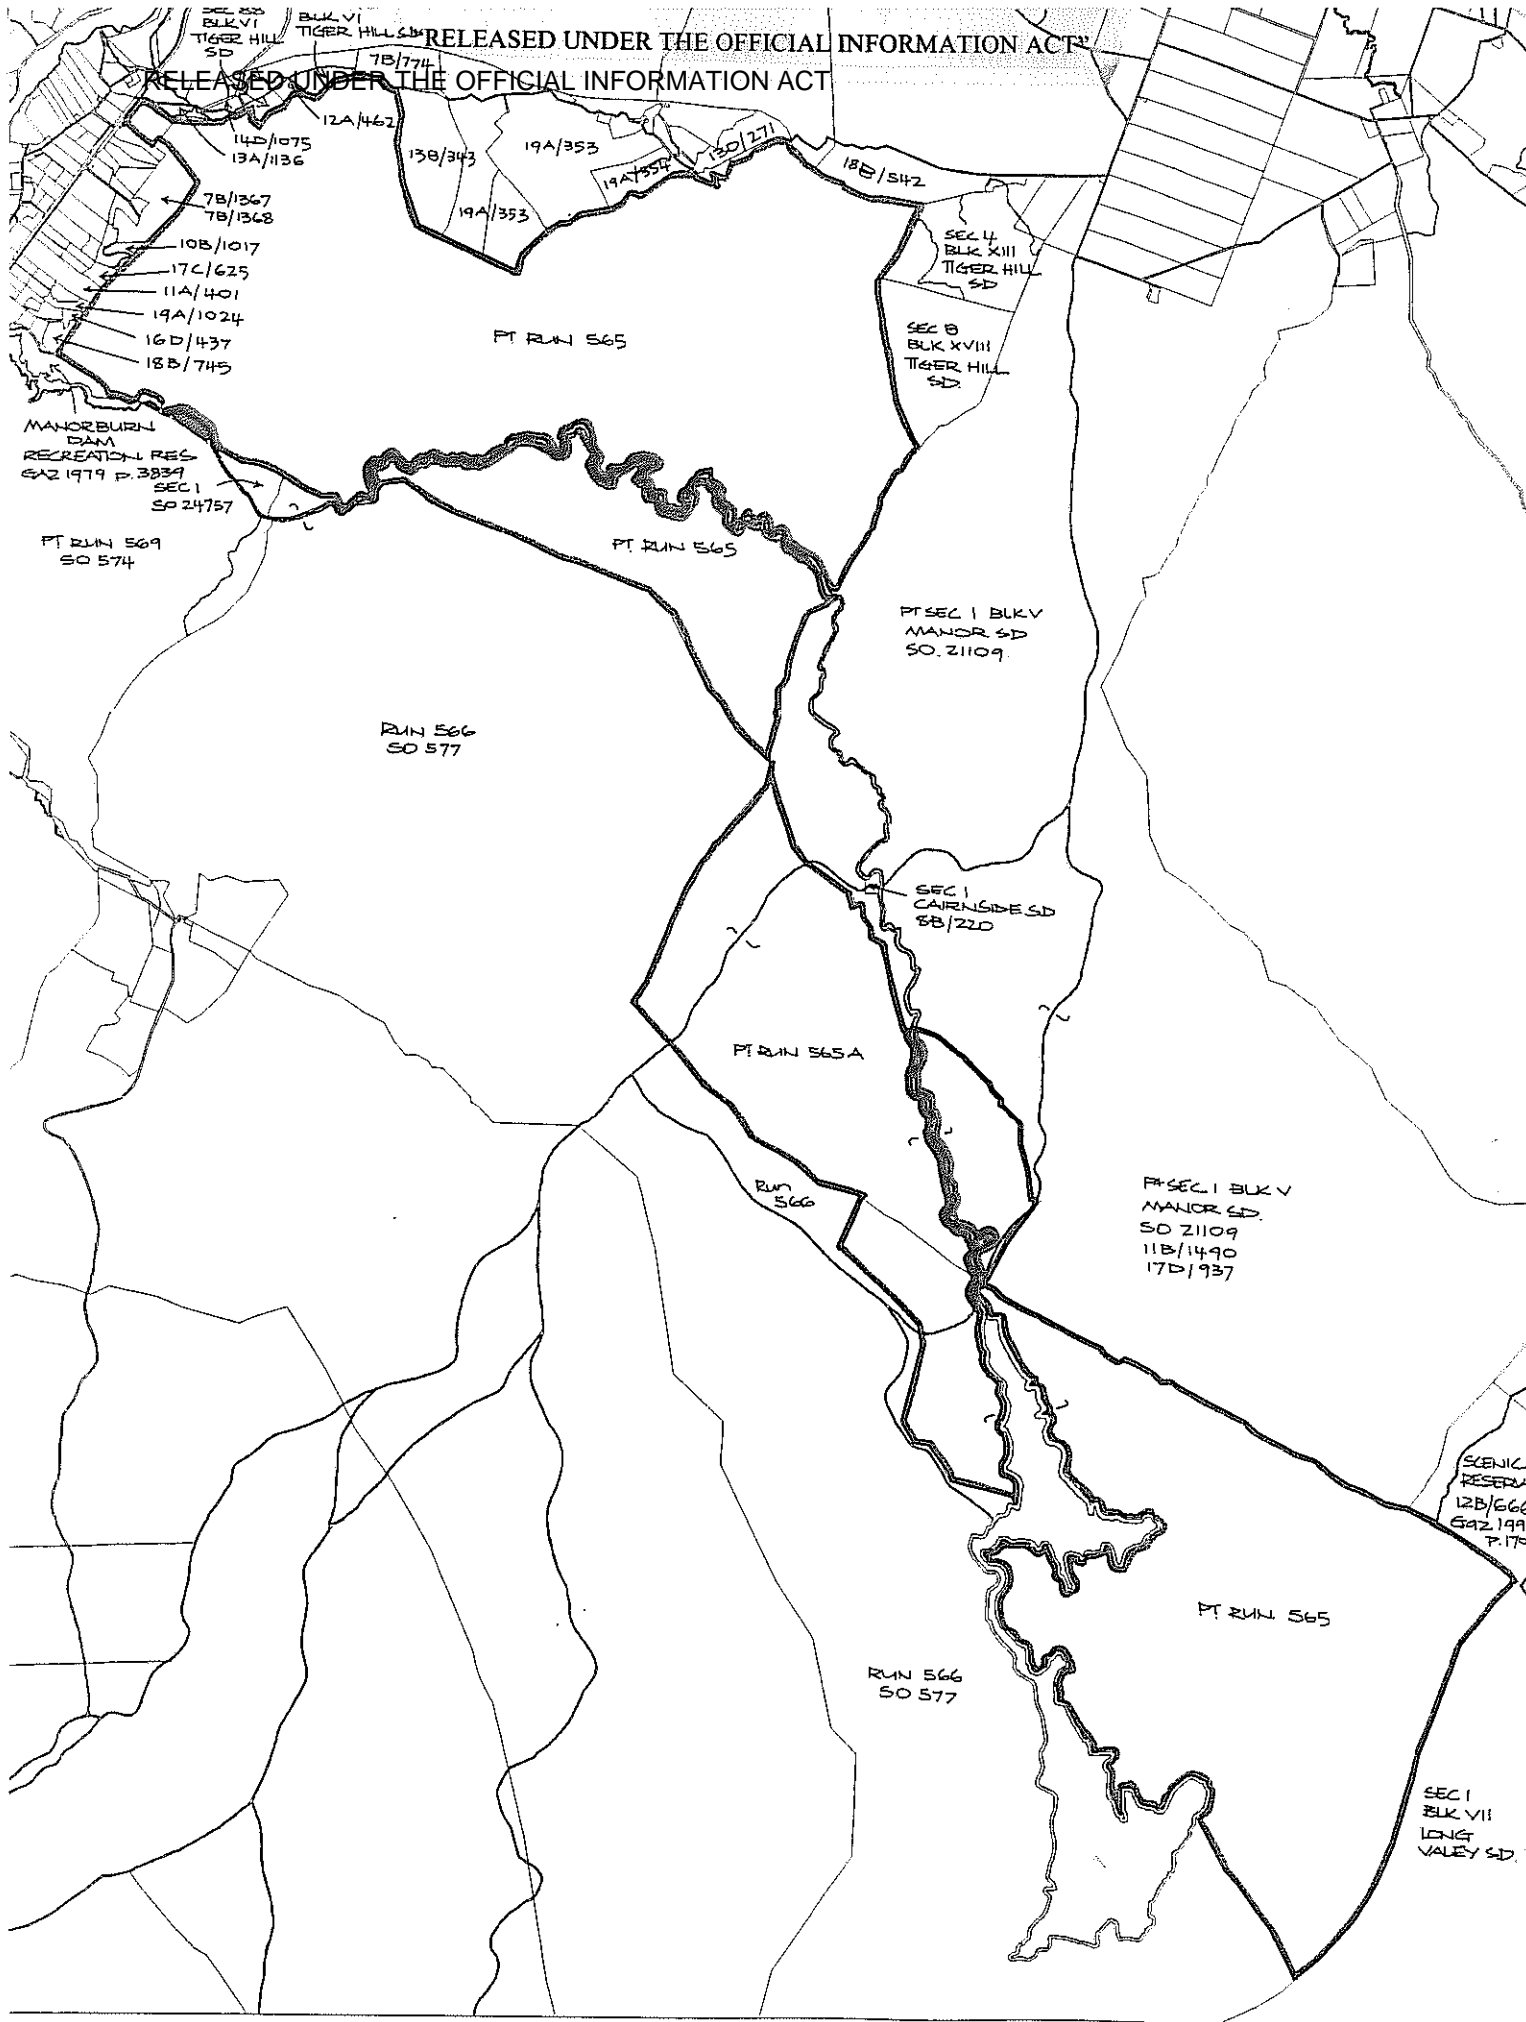 BLK VI
TIGER HILL
SD
BLK VI
TIGER HILL SD
"RELEASED UNDER THE OFFICIAL INFORMATION ACT"
7B/774
RELEASED UNDER THE OFFICIAL INFORMATION ACT
12A/462
14D/1075
13A/1136
13B/343
19A/353
19A/354
13D/271
18B/542
19A/353
7B/1367
7B/1368
10B/1017
17C/625
11A/401
19A/1024
16D/437
18B/745
SEC 4
BLK XIII
TIGER HILL
SD
PT RUN 565
SEC 8
BLK XVIII
TIGER HILL
SD.
MANORBURN
DAM
RECREATION RES
GAZ 1979 P. 3839
SEC 1
SO 24757
PT RUN 569
SO 574
PT. RUN 565
PT SEC 1 BLK V
MANOR SD
SO. 21109.
RUN 566
SO 577
SEC 1
CAIRNSIDE SD
8B/220
PT RUN 565A
Run
566
Pt SEC 1 BLK V
MANOR SD.
SO 21109
11B/1490
17D/937
SCENIC
12B/
P.
PT RUN 565
RUN 566
SO 577
SEC 1
BLK VII
LONG
VALEY SD.